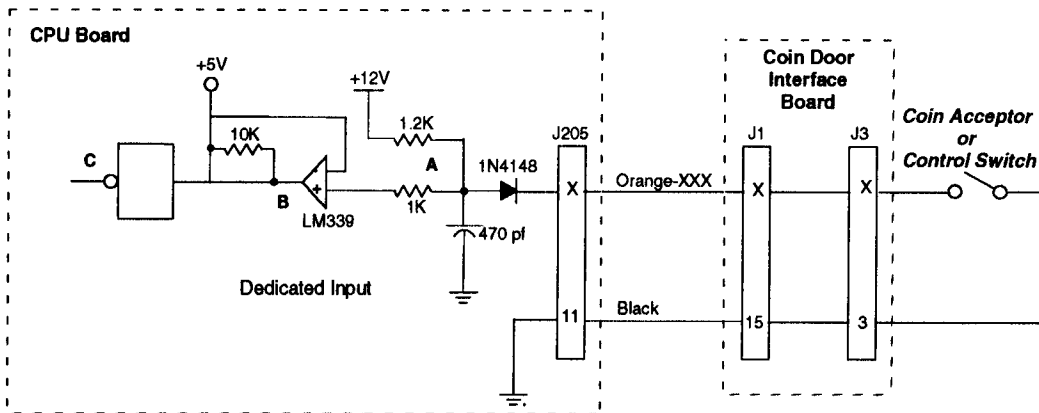 CPU Board
+5V
+12V
1.2K
10K
A
C
B
LM339
1K
1N4148
470 pf
Dedicated Input
J205
X
11
Orange-XXX
Black
Coin Door
Interface
Board
J1
X
15
J3
X
3
Coin Acceptor
or
Control Switch